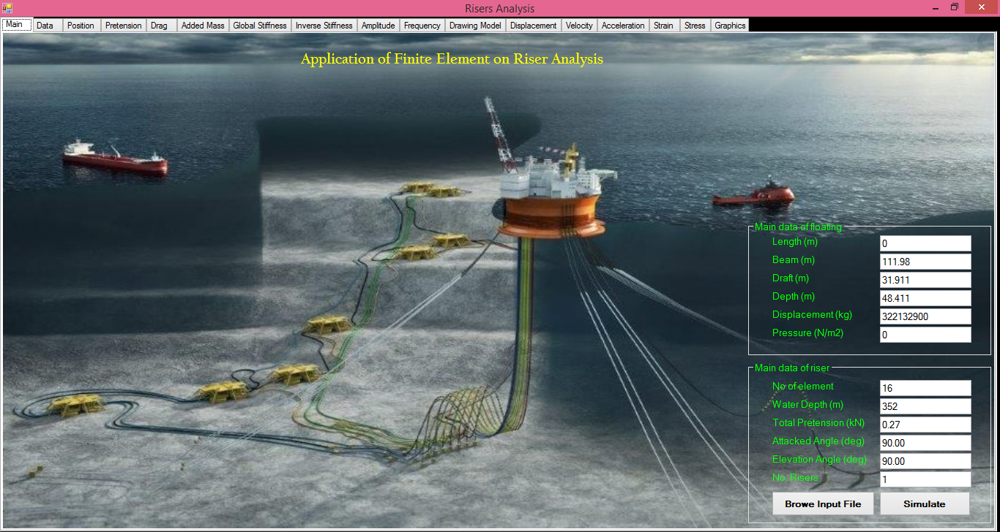 Risers Analysis
Main Data Position Pretension Drag Added Mass Global Stiffness Inverse Stiffness Amplitude Frequency Drawing Model Displacement Velocity Acceleration Strain Stress Graphics
Application of Finite Element on Riser Analysis
Main data of floating
Length (m) 0
Beam (m) 111.98
Draft (m) 31.911
Depth (m) 48.411
Displacement (kg) 322132900
Pressure (N/m2) 0
Main data of riser
No of element 16
Water Depth (m) 352
Total Pretension (kN) 0.27
Attacked Angle (deg) 90.00
Elevation Angle (deg) 90.00
No. Risers 1
Browe Input File Simulate